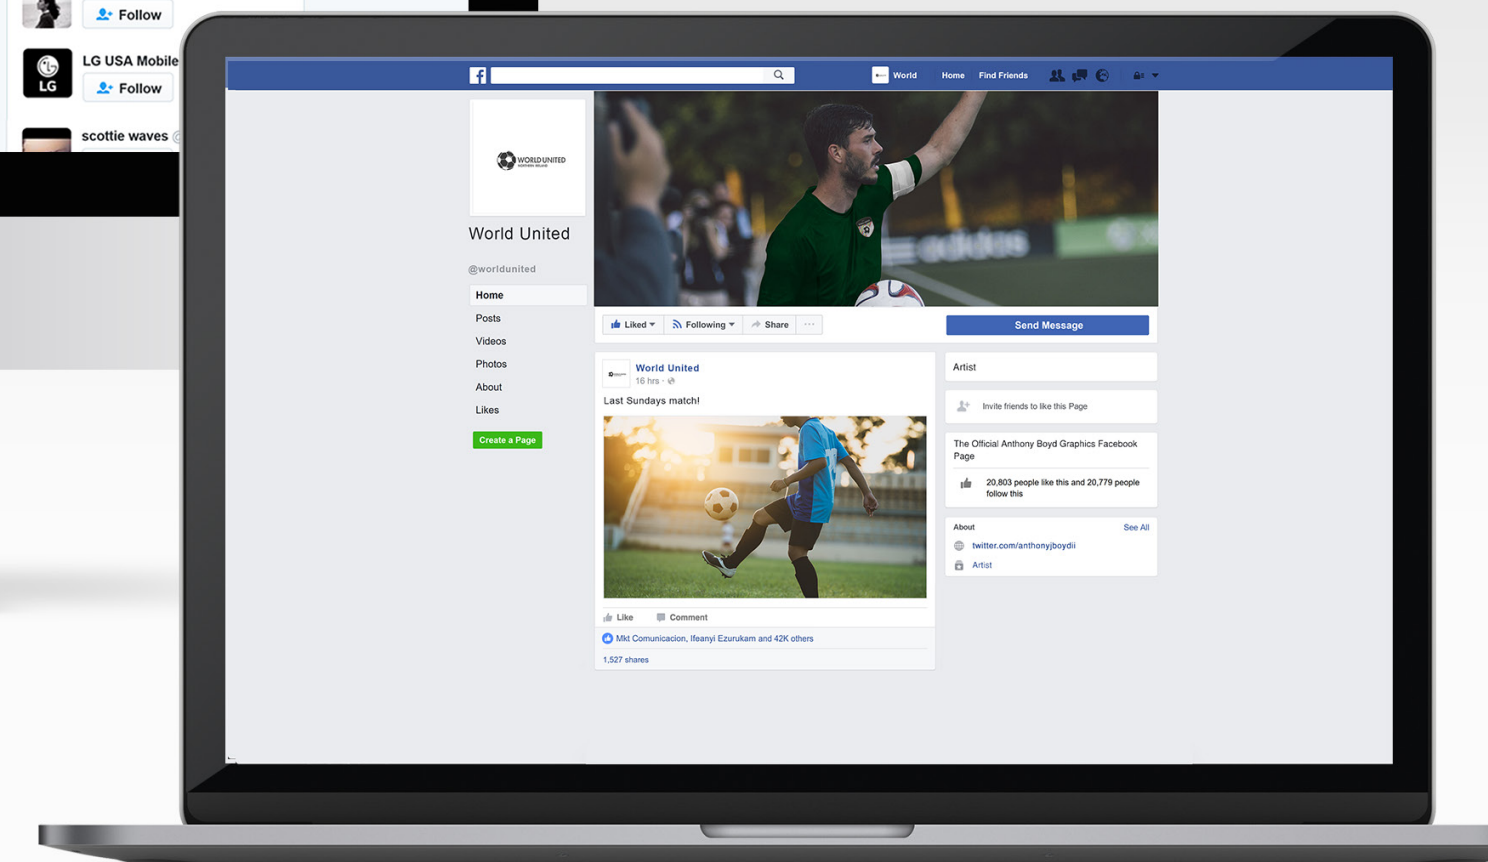 Follow
LG USA Mobile
LG
Follow
scottie waves
f
World
Home
Find Friends
WORLD UNITED
NORTHERN IRELAND
World United
@worldunited
Home
Posts
Videos
Photos
About
Likes
Create a Page
adidas
Liked
Following
Share
Send Message
World United
16 hrs ·
Last Sundays match!
Like
Comment
Mkt Comunicacion, Ifeanyi Ezurukam and 42K others
1,527 shares
Artist
Invite friends to like this Page
The Official Anthony Boyd Graphics Facebook
Page
20,803 people like this and 20,779 people
follow this
About
See All
twitter.com/anthonyjboydii
Artist